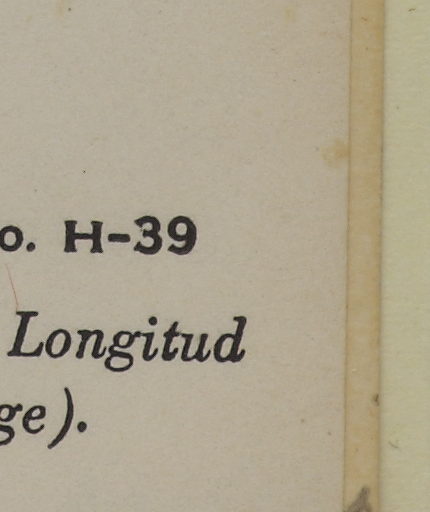 o. H-39
Longitud
ge).